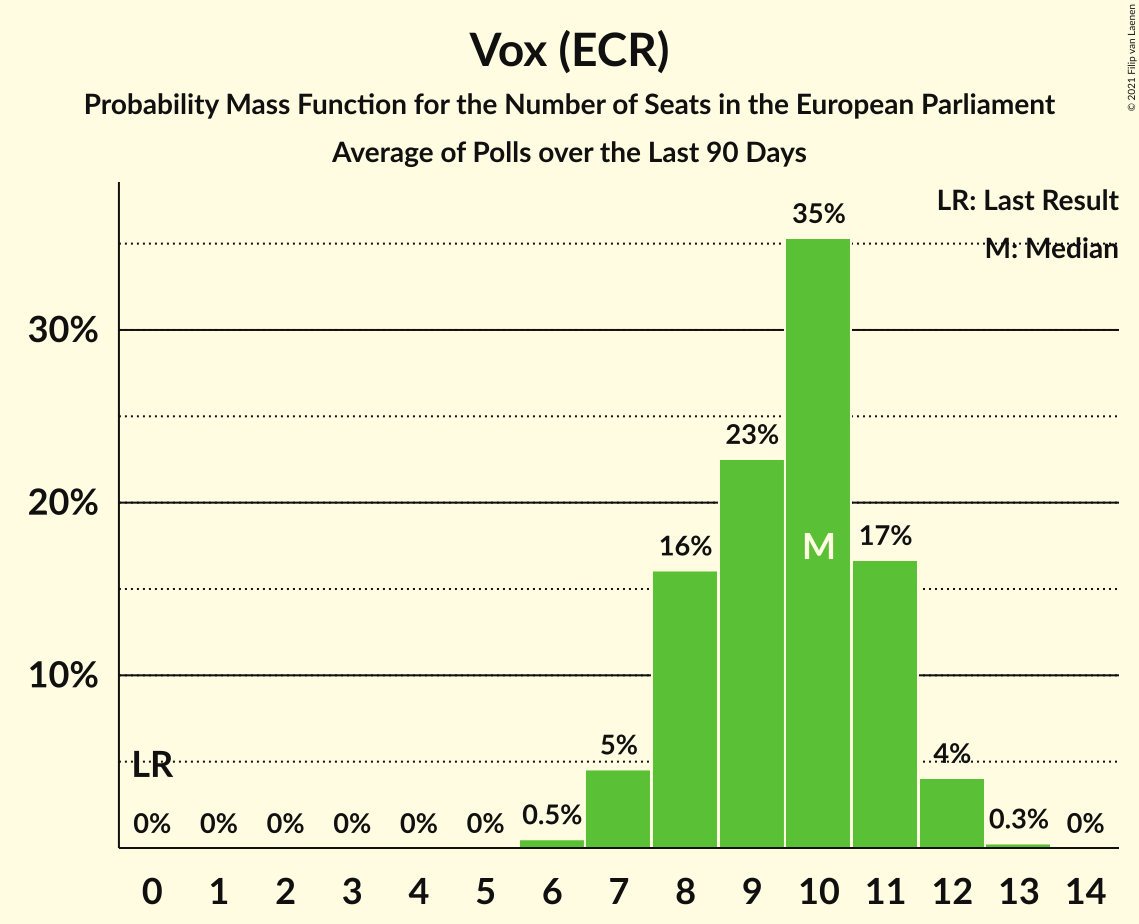 Vox (ECR)
Probability Mass Function for the Number of Seats in the European Parliament
Average of Polls over the Last 90 Days
© 2021 Filip van Laenen
LR: Last Result
M: Median
35%
30%
23%
20%
17%
16%
M
10%
5%
4%
LR
0% 0% 0% 0% 0% 0% 0.5% 0.3% 0%
0 1 2 3 4 5 6 7 8 9 10 11 12 13 14